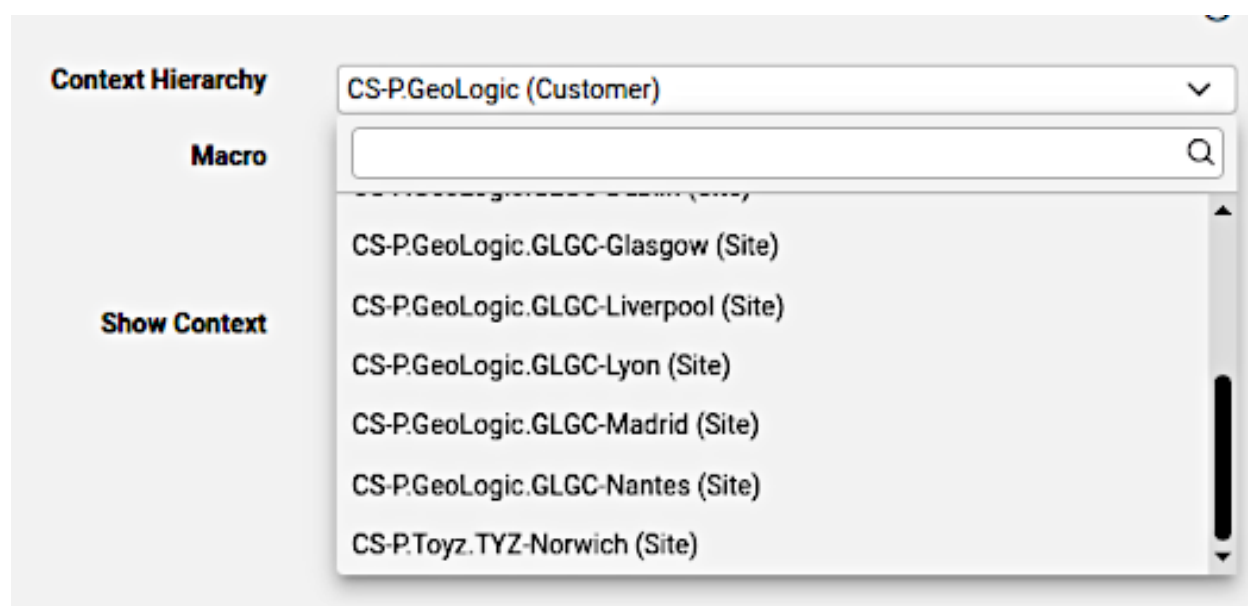 Context Hierarchy
CS-P.GeoLogic (Customer)
Macro
CS-P.GeoLogic.GLGC-Glasgow (Site)
CS-P.GeoLogic.GLGC-Liverpool (Site)
Show Context
CS-P.GeoLogic.GLGC-Lyon (Site)
CS-P.GeoLogic.GLGC-Madrid (Site)
CS-P.GeoLogic.GLGC-Nantes (Site)
CS-P.Toyz.TYZ-Norwich (Site)